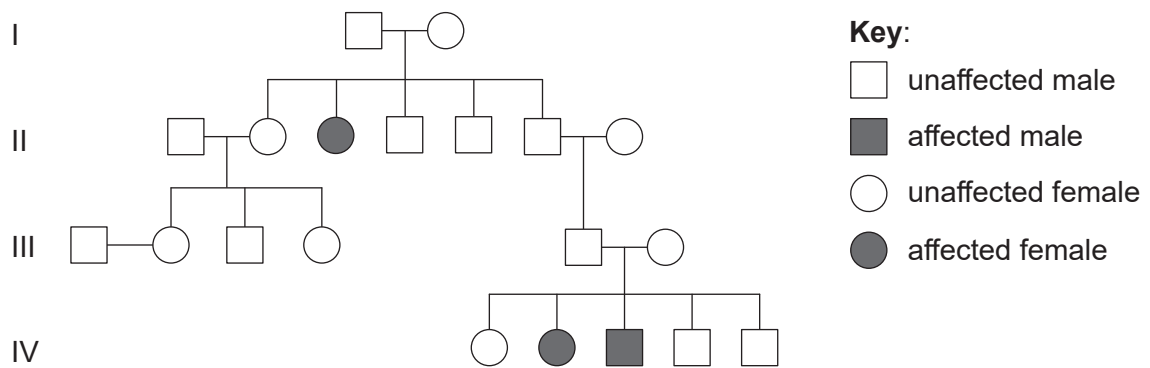 I
Key:
unaffected male
II
affected male
unaffected female
III
affected female
IV